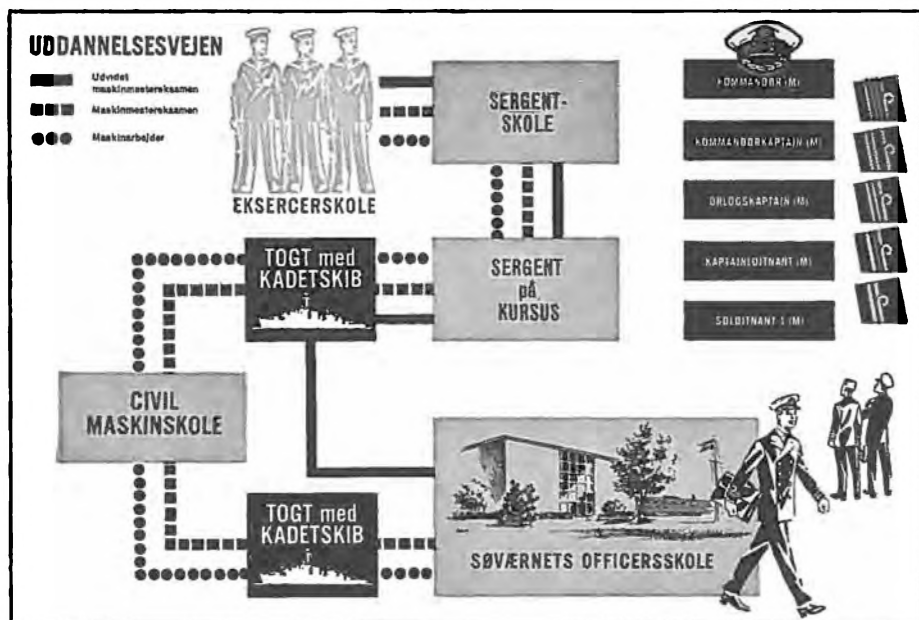 UDDANNELSESVEJEN
Udvidet
maskinmestereksamen
Maskinmestereksamen
Maskinarbejder
EKSERCERSKOLE
SERGENT-
SKOLE
TOGT med
KADETSKIB
SERGENT
på
KURSUS
CIVIL
MASKINSKOLE
TOGT med
KADETSKIB
SØVÆRNETS OFFICERSSKOLE
KOMMANDØR (M)
KOMMANDØRKAPTAJN (M)
ORLOGSKAPTAJN (M)
KAPTAJNLØJTNANT (M)
SØLØJTNANT I (M)